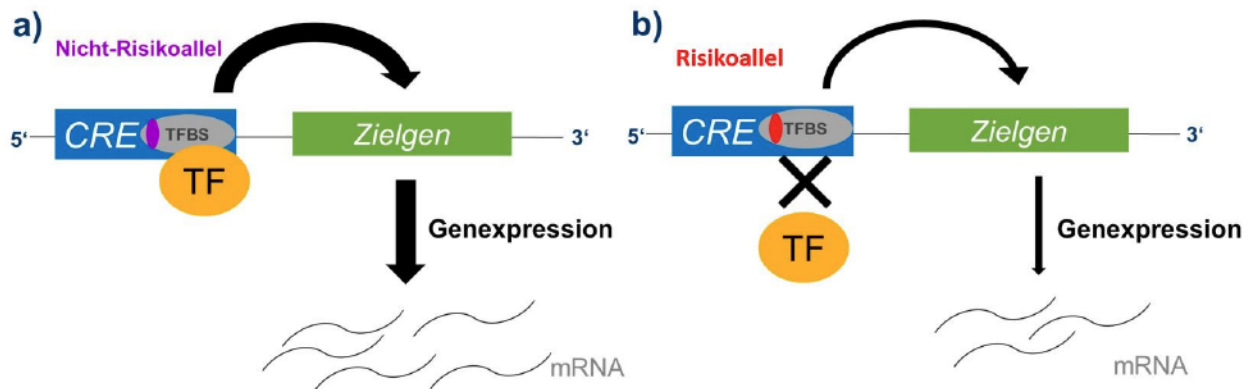 a)
Nicht-Risikoallel
5‘
CRE
TFBS
Zielgen
3‘
TF
Genexpression
mRNA
b)
Risikoallel
5‘
CRE
TFBS
Zielgen
3‘
TF
Genexpression
mRNA